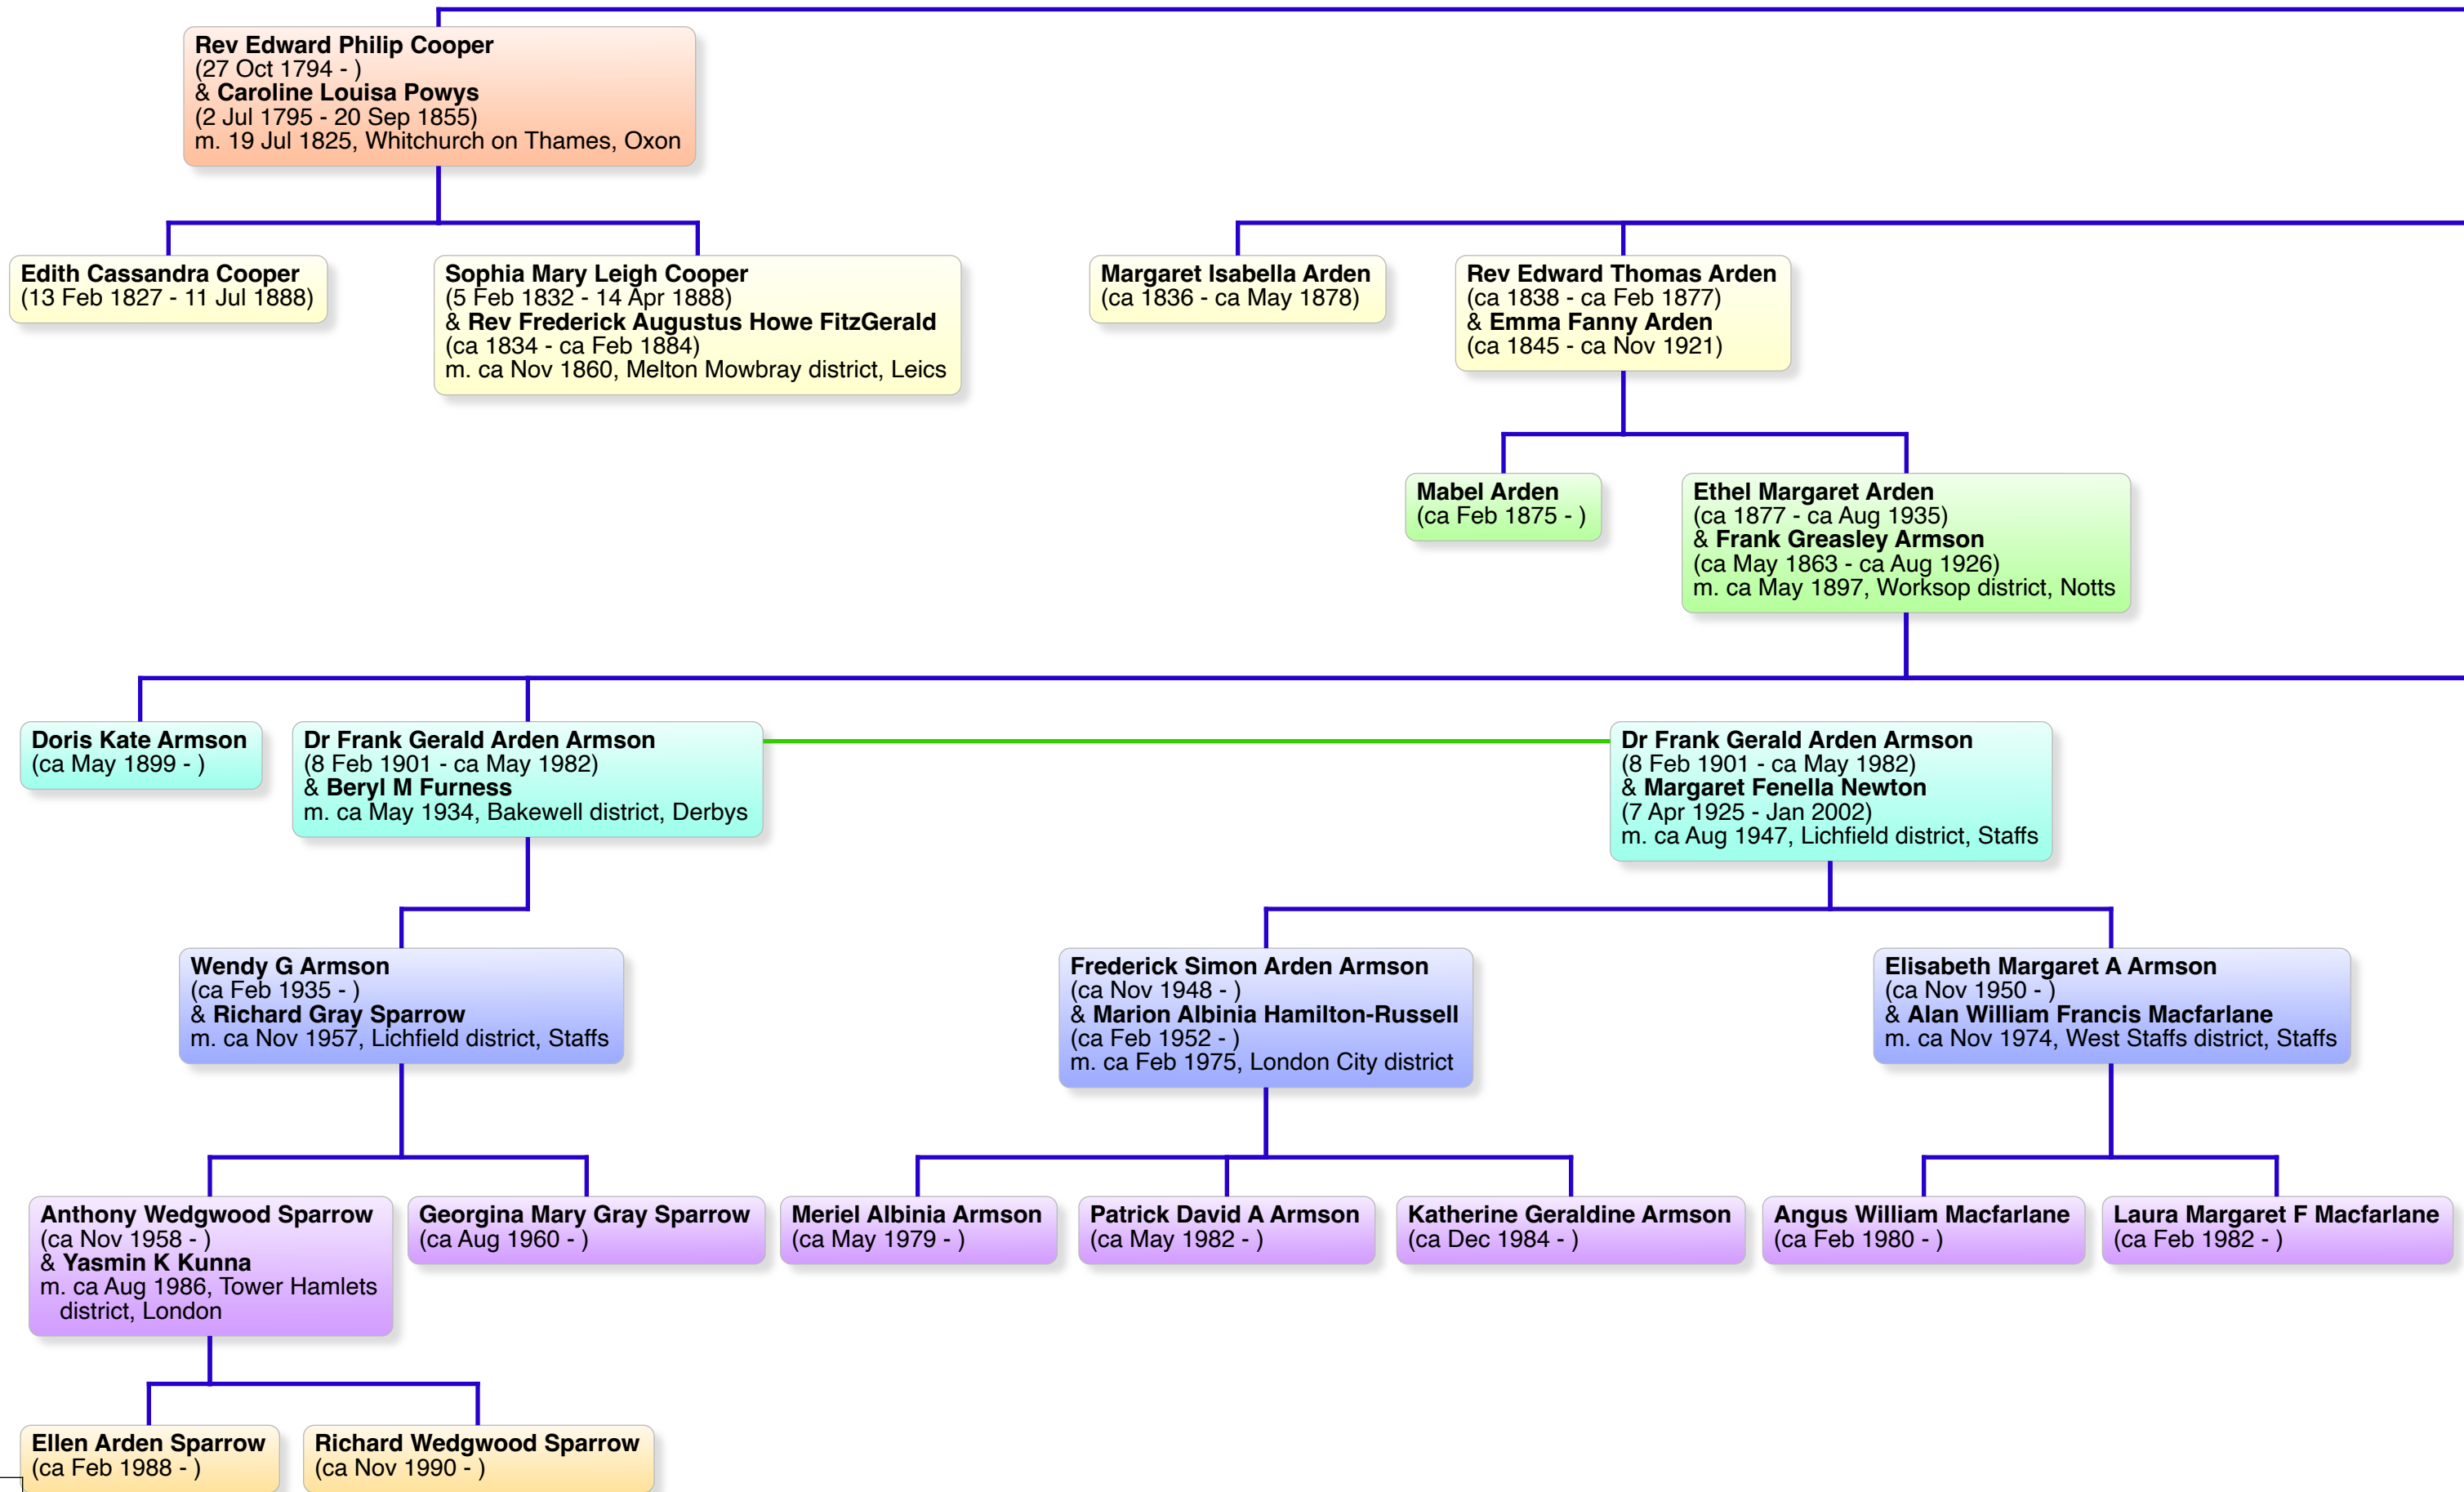 Rev Edward Philip Cooper
(27 Oct 1794 - )
& Caroline Louisa Powys
(2 Jul 1795 - 20 Sep 1855)
m. 19 Jul 1825, Whitchurch on Thames, Oxon
Edith Cassandra Cooper
(13 Feb 1827 - 11 Jul 1888)
Sophia Mary Leigh Cooper
(5 Feb 1832 - 14 Apr 1888)
& Rev Frederick Augustus Howe FitzGerald
(ca 1834 - ca Feb 1884)
m. ca Nov 1860, Melton Mowbray district, Leics
Margaret Isabella Arden
(ca 1836 - ca May 1878)
Rev Edward Thomas Arden
(ca 1838 - ca Feb 1877)
& Emma Fanny Arden
(ca 1845 - ca Nov 1921)
Mabel Arden
(ca Feb 1875 - )
Ethel Margaret Arden
(ca 1877 - ca Aug 1935)
& Frank Greasley Armson
(ca May 1863 - ca Aug 1926)
m. ca May 1897, Worksop district, Notts
Doris Kate Armson
(ca May 1899 - )
Dr Frank Gerald Arden Armson
(8 Feb 1901 - ca May 1982)
& Beryl M Furness
m. ca May 1934, Bakewell district, Derbys
Dr Frank Gerald Arden Armson
(8 Feb 1901 - ca May 1982)
& Margaret Fenella Newton
(7 Apr 1925 - Jan 2002)
m. ca Aug 1947, Lichfield district, Staffs
Wendy G Armson
(ca Feb 1935 - )
& Richard Gray Sparrow
m. ca Nov 1957, Lichfield district, Staffs
Frederick Simon Arden Armson
(ca Nov 1948 - )
& Marion Albinia Hamilton-Russell
(ca Feb 1952 - )
m. ca Feb 1975, London City district
Elisabeth Margaret A Armson
(ca Nov 1950 - )
& Alan William Francis Macfarlane
m. ca Nov 1974, West Staffs district, Staffs
Anthony Wedgwood Sparrow
(ca Nov 1958 - )
& Yasmin K Kunna
m. ca Aug 1986, Tower Hamlets
district, London
Georgina Mary Gray Sparrow
(ca Aug 1960 - )
Meriel Albinia Armson
(ca May 1979 - )
Patrick David A Armson
(ca May 1982 - )
Katherine Geraldine Armson
(ca Dec 1984 - )
Angus William Macfarlane
(ca Feb 1980 - )
Laura Margaret F Macfarlane
(ca Feb 1982 - )
Ellen Arden Sparrow
(ca Feb 1988 - )
Richard Wedgwood Sparrow
(ca Nov 1990 - )